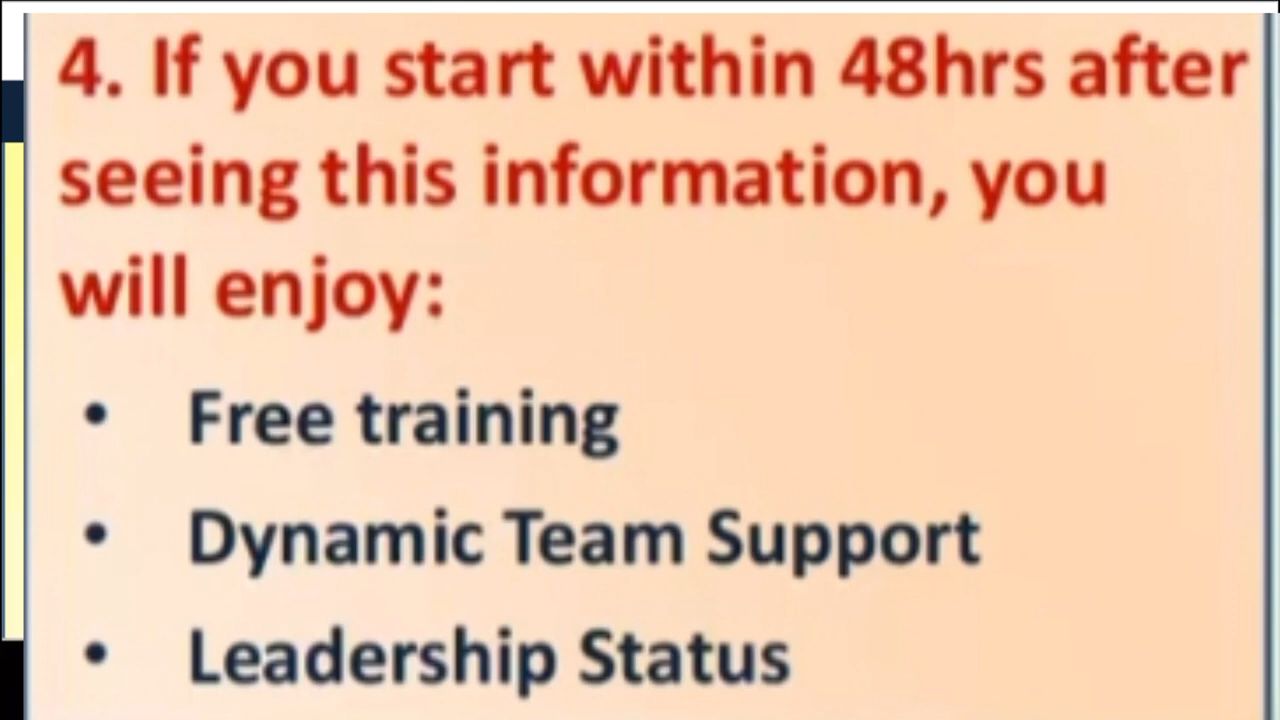 4. If you start within 48hrs after
seeing this information, you
will enjoy:
• Free training
• Dynamic Team Support
• Leadership Status